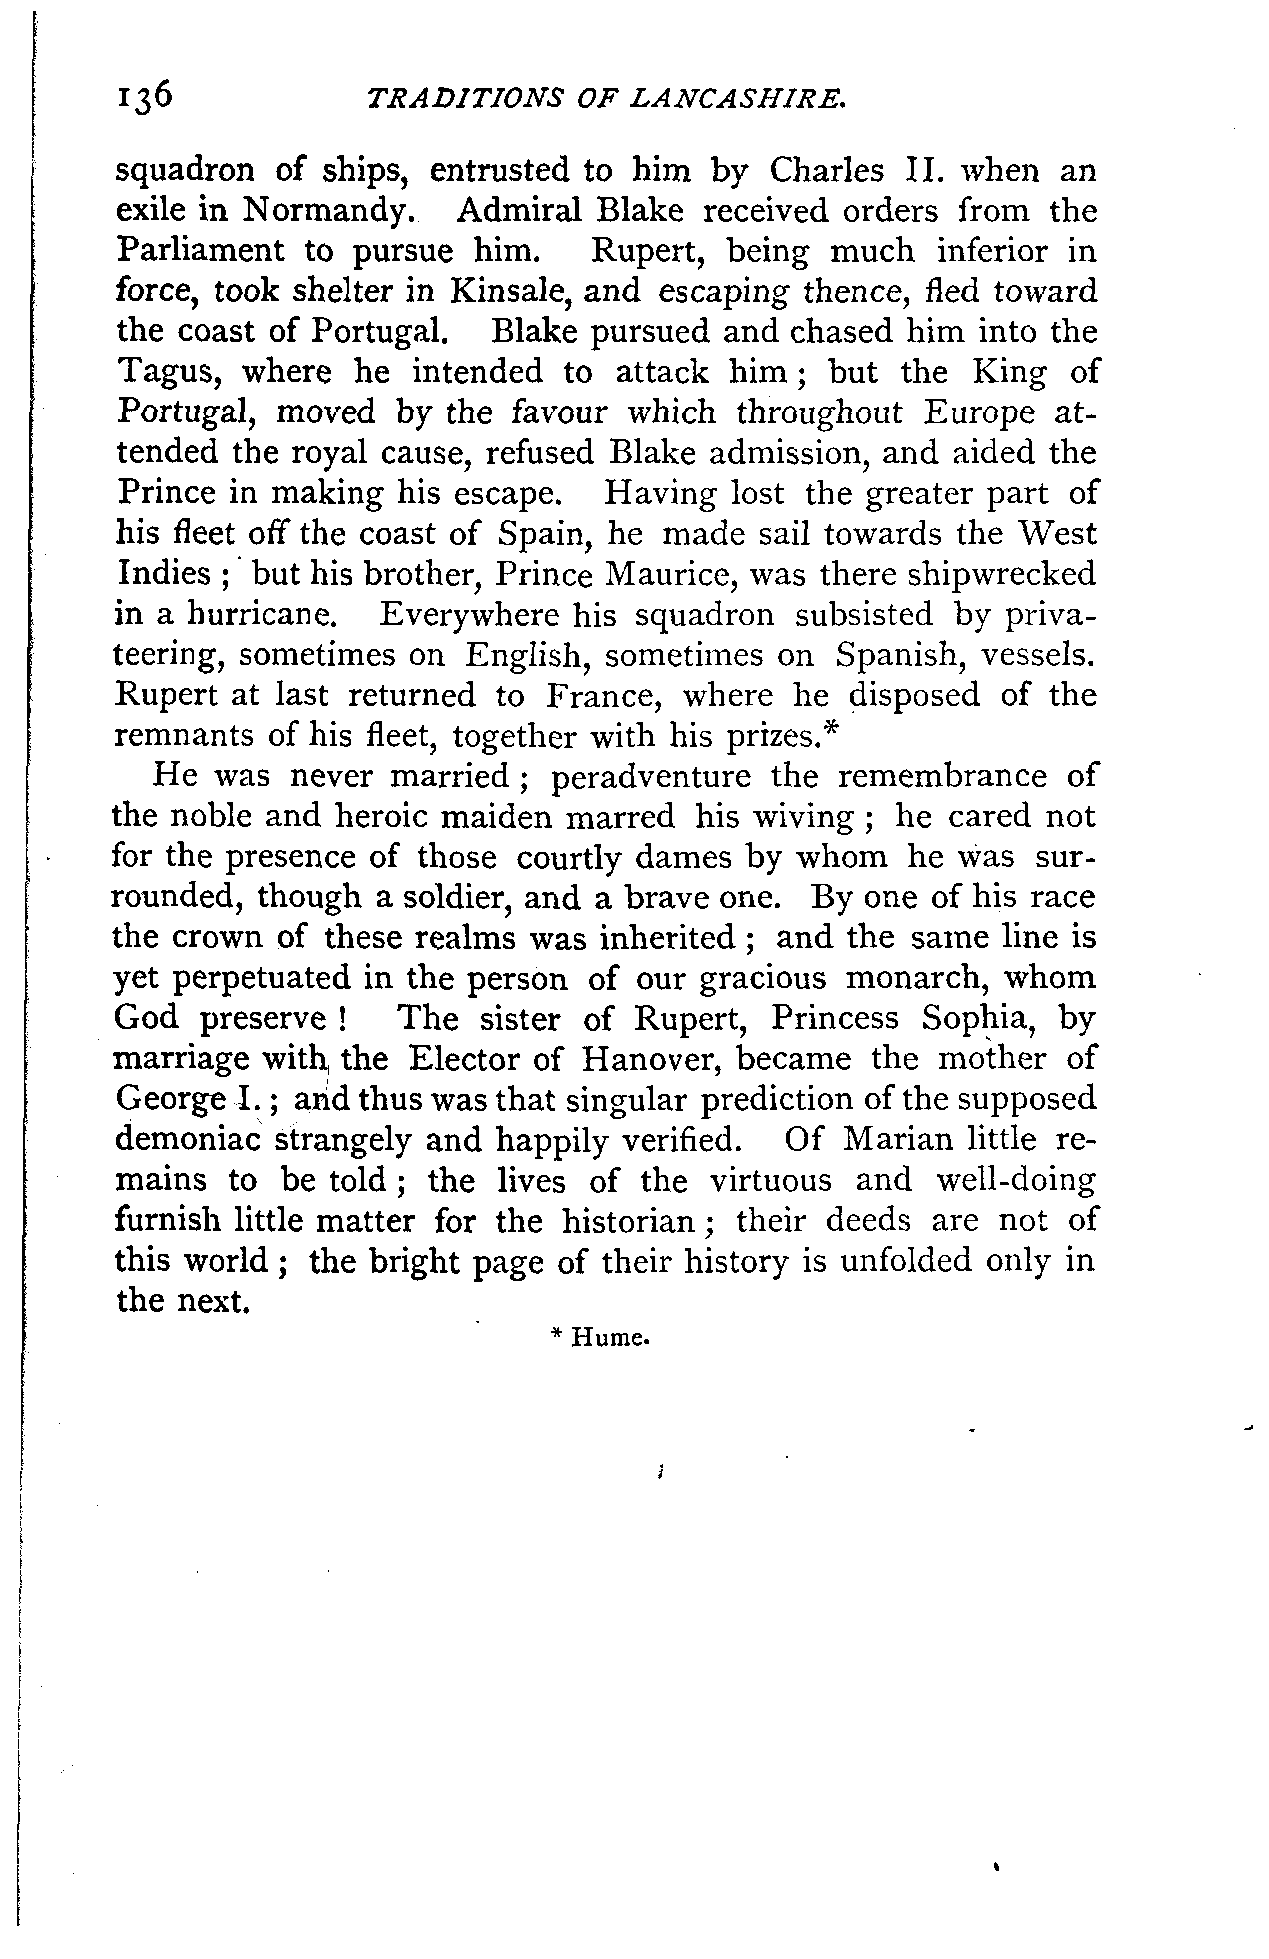 136 TRADITIONS OF LANCASHIRE.
squadron of ships, entrusted to him by Charles II. when an
exile in Normandy. Admiral Blake received orders from the
Parliament to pursue him. Rupert, being much inferior in
force, took shelter in Kinsale, and escaping thence, fled toward
the coast of Portugal. Blake pursued and chased him into the
Tagus, where he intended to attack him ; but the King of
Portugal, moved by the favour which throughout Europe at-
tended the royal cause, refused Blake admission, and aided the
Prince in making his escape. Having lost the greater part of
his fleet off the coast of Spain, he made sail towards the West
Indies ; but his brother, Prince Maurice, was there shipwrecked
in a hurricane. Everywhere his squadron subsisted by priva-
teering, sometimes on English, sometimes on Spanish, vessels.
Rupert at last returned to France, where he disposed of the
remnants of his fleet, together with his prizes.*
He was never married ; peradventure the remembrance of
the noble and heroic maiden marred his wiving ; he cared not
for the presence of those courtly dames by whom he was sur-
rounded, though a soldier, and a brave one. By one of his race
the crown of these realms was inherited ; and the same line is
yet perpetuated in the person of our gracious monarch, whom
God preserve ! The sister of Rupert, Princess Sophia, by
marriage with the Elector of Hanover, became the mother of
George I. ; and thus was that singular prediction of the supposed
demoniac strangely and happily verified. Of Marian little re-
mains to be told ; the lives of the virtuous and well-doing
furnish little matter for the historian ; their deeds are not of
this world ; the bright page of their history is unfolded only in
the next.
* Hume.